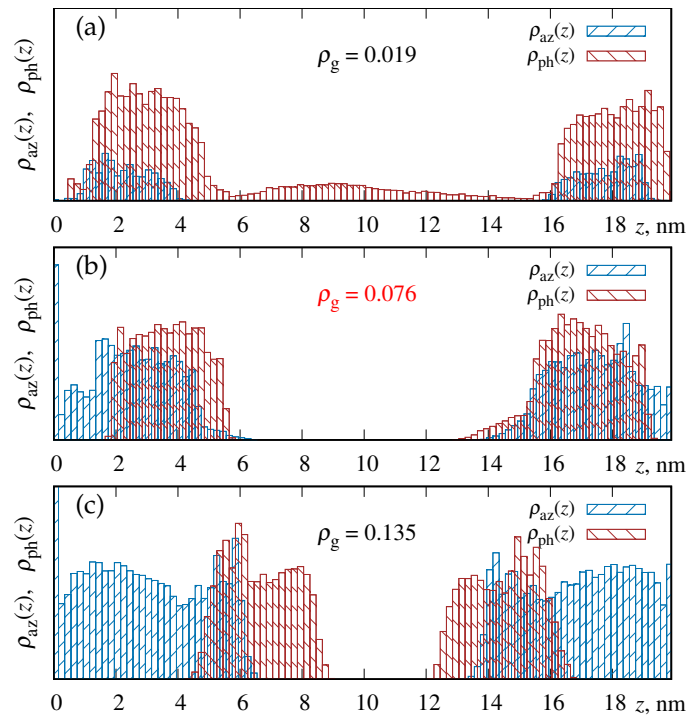 (a)
ρg = 0.019
ρaz(z)
ρph(z)
ρaz(z), ρph(z)
0 2 4 6 8 10 12 14 16 18 z, nm
(b)
ρg = 0.076
ρaz(z)
ρph(z)
ρaz(z), ρph(z)
0 2 4 6 8 10 12 14 16 18 z, nm
(c)
ρg = 0.135
ρaz(z)
ρph(z)
ρaz(z), ρph(z)
0 2 4 6 8 10 12 14 16 18 z, nm